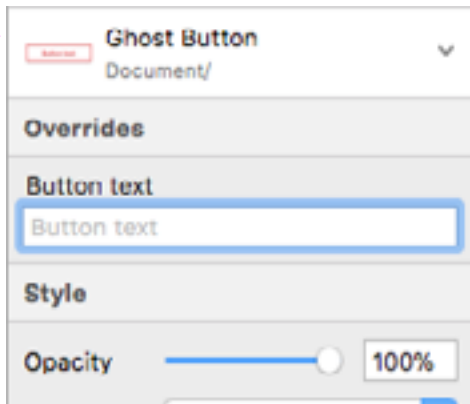 Ghost Button
Document/
Overrides
Button text
Button text
Style
Opacity 100%